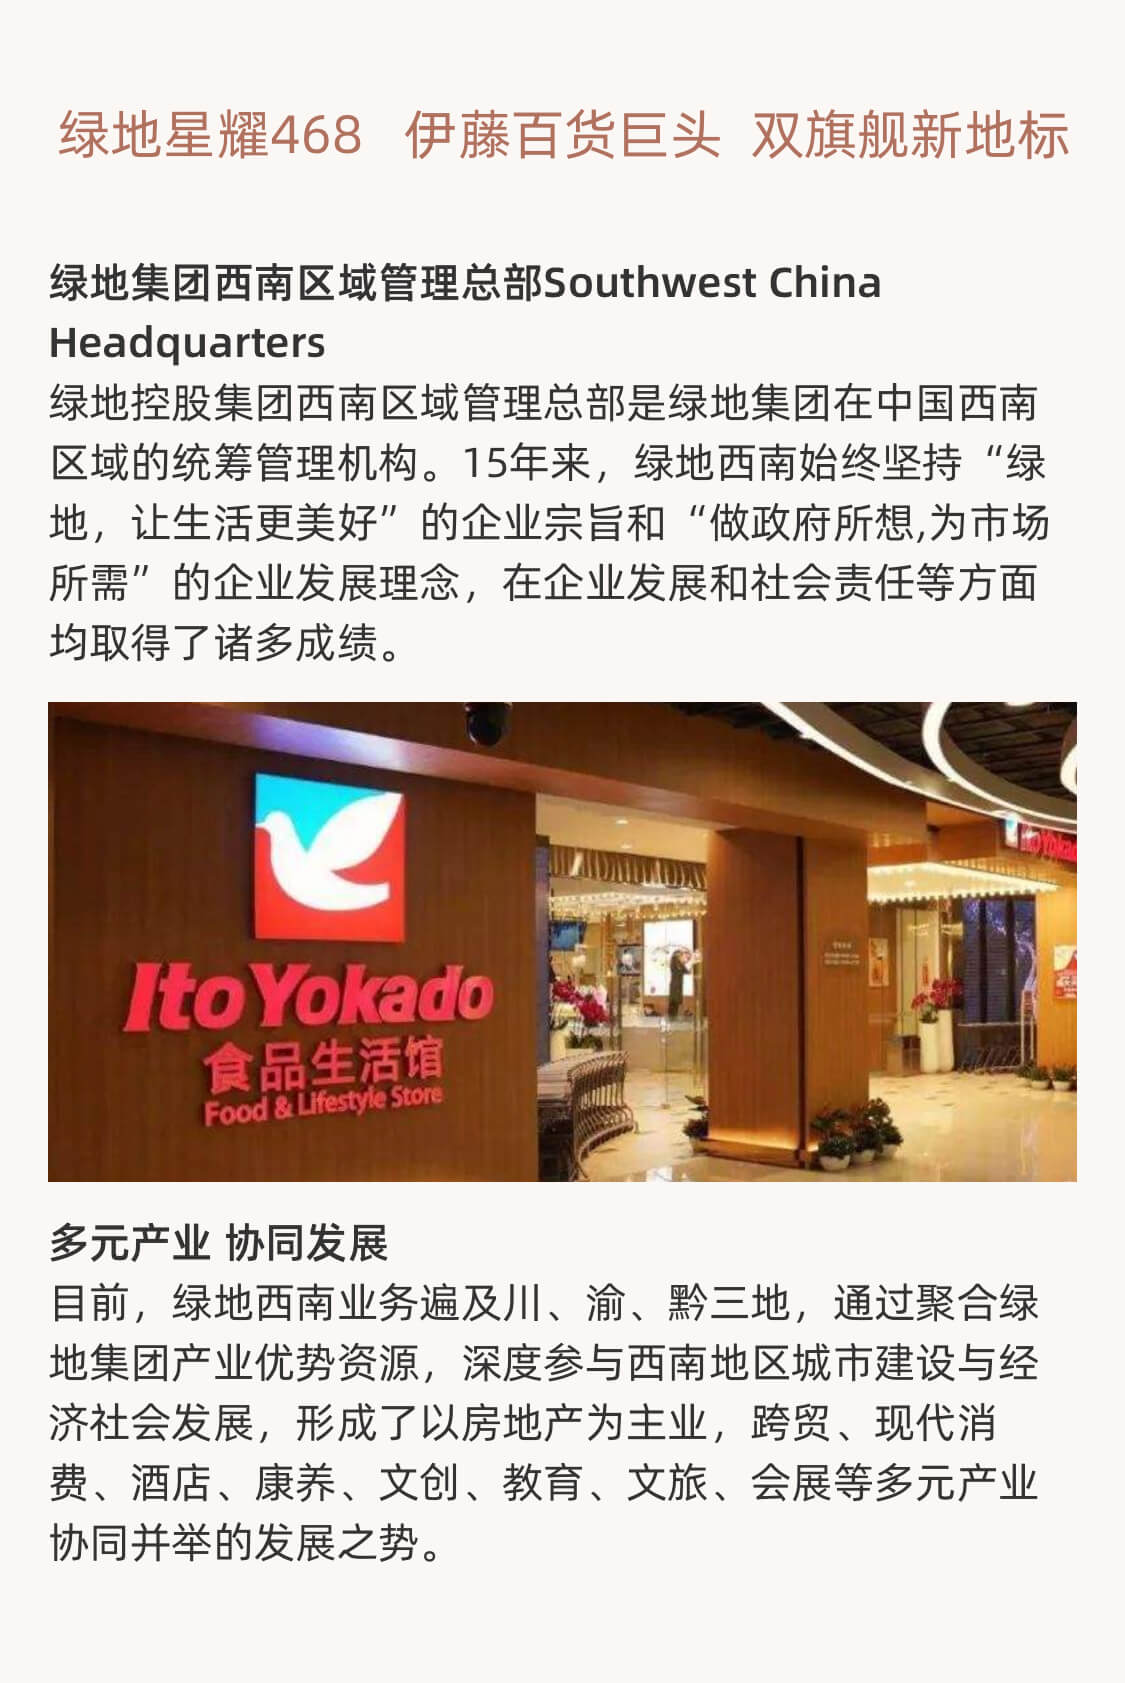 绿地星耀468 伊藤百货巨头 双旗舰新地标
绿地集团西南区域管理总部Southwest China
Headquarters
绿地控股集团西南区域管理总部是绿地集团在中国西南
区域的统筹管理机构。15年来，绿地西南始终坚持“绿
地，让生活更美好”的企业宗旨和“做政府所想,为市场
所需”的企业发展理念，在企业发展和社会责任等方面
均取得了诸多成绩。
ItoYokado
食品生活馆
Food & Lifestyle Store
ItoYokado
多元产业 协同发展
目前，绿地西南业务遍及川、渝、黔三地，通过聚合绿
地集团产业优势资源，深度参与西南地区城市建设与经
济社会发展，形成了以房地产为主业，跨贸、现代消
费、酒店、康养、文创、教育、文旅、会展等多元产业
协同并举的发展之势。